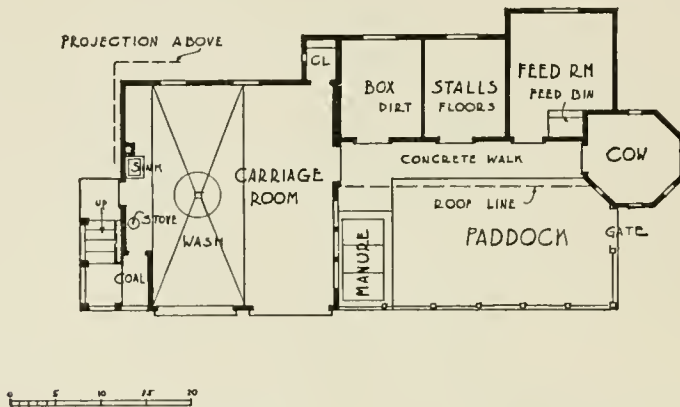 PROJECTION ABOVE
CL
BOX
DIRT
STALLS
FLOORS
FEED RM
FEED BIN
COW
SINK
CARRIAGE
ROOM
CONCRETE WALK
UP
STOVE
WASH
ROOF LINE
PADDOCK
GATE
MANURE
COAL
0 5 10 15 20